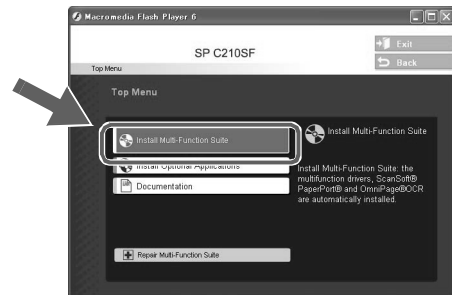 Macromedia Flash Player 6
SP C210SF
Exit
Back
Top Menu
Top Menu
Install Multi-Function Suite
Install Optional Applications
Documentation
Repair Multi-Function Suite
Install Multi-Function Suite
Install Multi-Function Suite: the
multifunction drivers, ScanSoft®
PaperPort® and OmniPage®OCR
are automatically installed.